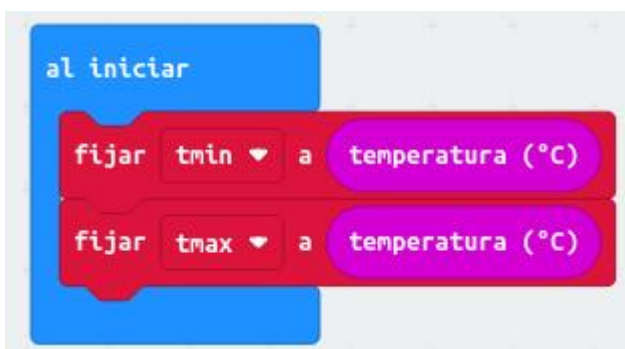 al iniciar
fijar tmin a temperatura (°C)
fijar tmax a temperatura (°C)